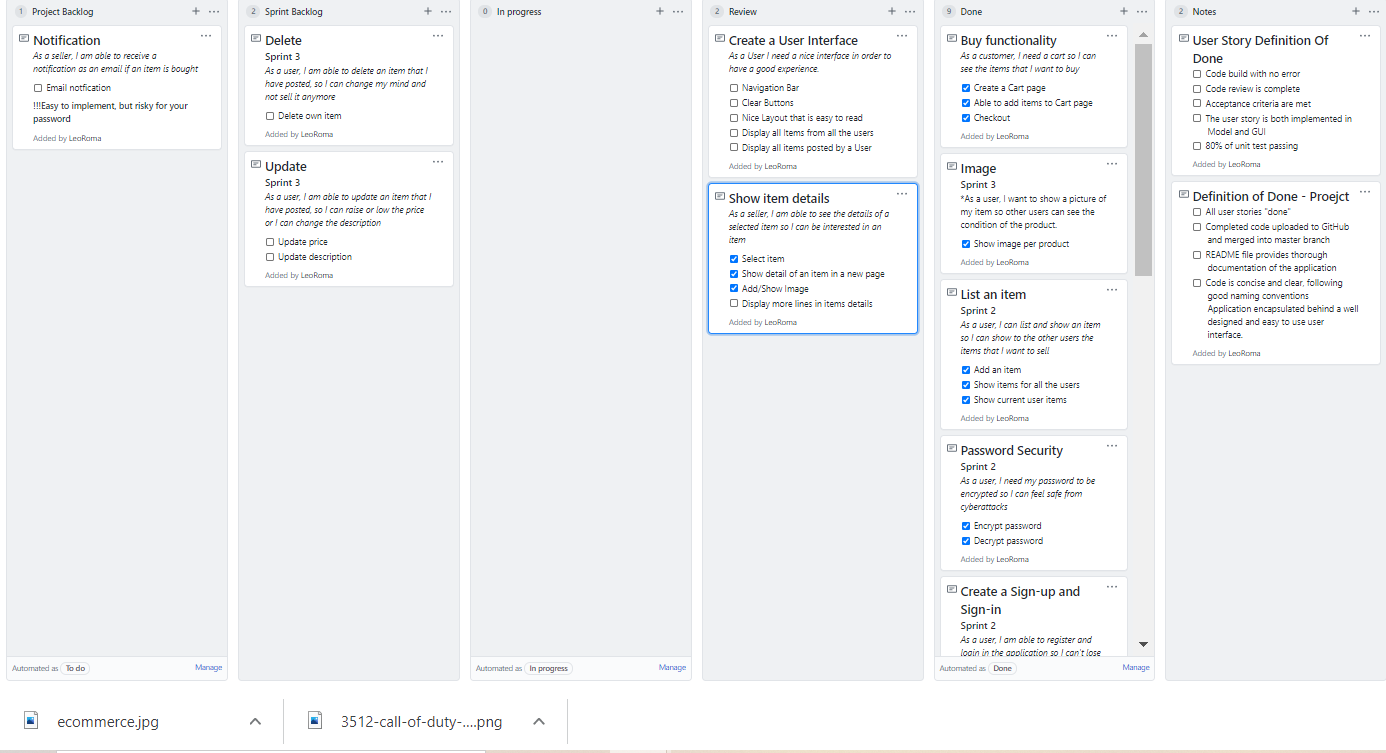 1 Project Backlog
Notification
As a seller, I am able to receive a
notification as an email if an item is bought
Email notfication
!!!Easy to implement, but risky for your
password
Added by LeoRoma
Automated as To do Manage
2 Sprint Backlog
Delete
Sprint 3
As a user, I am able to delete an item that I
have posted, so I can change my mind and
not sell it anymore
Delete own item
Added by LeoRoma
Update
Sprint 3
As a user, I am able to update an item that I
have posted, so I can raise or low the price
or I can change the description
Update price
Update description
Added by LeoRoma
0 In progress
Automated as In progress Manage
2 Review
Create a User Interface
As a User I need a nice interface in order to
have a good experience.
Navigation Bar
Clear Buttons
Nice Layout that is easy to read
Display all Items from all the users
Display all items posted by a User
Added by LeoRoma
Show item details
As a seller, I am able to see the details of a
selected item so I can be interested in an
item
Select item
Show detail of an item in a new page
Add/Show Image
Display more lines in items details
Added by LeoRoma
9 Done
Buy functionality
As a customer, I need a cart so I can
see the items that I want to buy
Create a Cart page
Able to add items to Cart page
Checkout
Added by LeoRoma
Image
Sprint 3
*As a user, I want to show a picture of
my item so other users can see the
condition of the product.
Show image per product
Added by LeoRoma
List an item
Sprint 2
As a user, I can list and show an item
so I can show to the other users the
items that I want to sell
Add an item
Show items for all the users
Show current user items
Added by LeoRoma
Password Security
Sprint 2
As a user, I need my password to be
encrypted so I can feel safe from
cyberattacks
Encrypt password
Decrypt password
Added by LeoRoma
Create a Sign-up and
Sign-in
Sprint 2
As a user, I am able to register and
login in the application so I can't lose
Automated as Done Manage
2 Notes
User Story Definition Of
Done
Code build with no error
Code review is complete
Acceptance criteria are met
The user story is both implemented in
Model and GUI
80% of unit test passing
Added by LeoRoma
Definition of Done - Proejct
All user stories "done"
Completed code uploaded to GitHub
and merged into master branch
README file provides thorough
documentation of the application
Code is concise and clear, following
good naming conventions
Application encapsulated behind a well
designed and easy to use user
interface.
Added by LeoRoma
ecommerce.jpg
3512-call-of-duty-....png